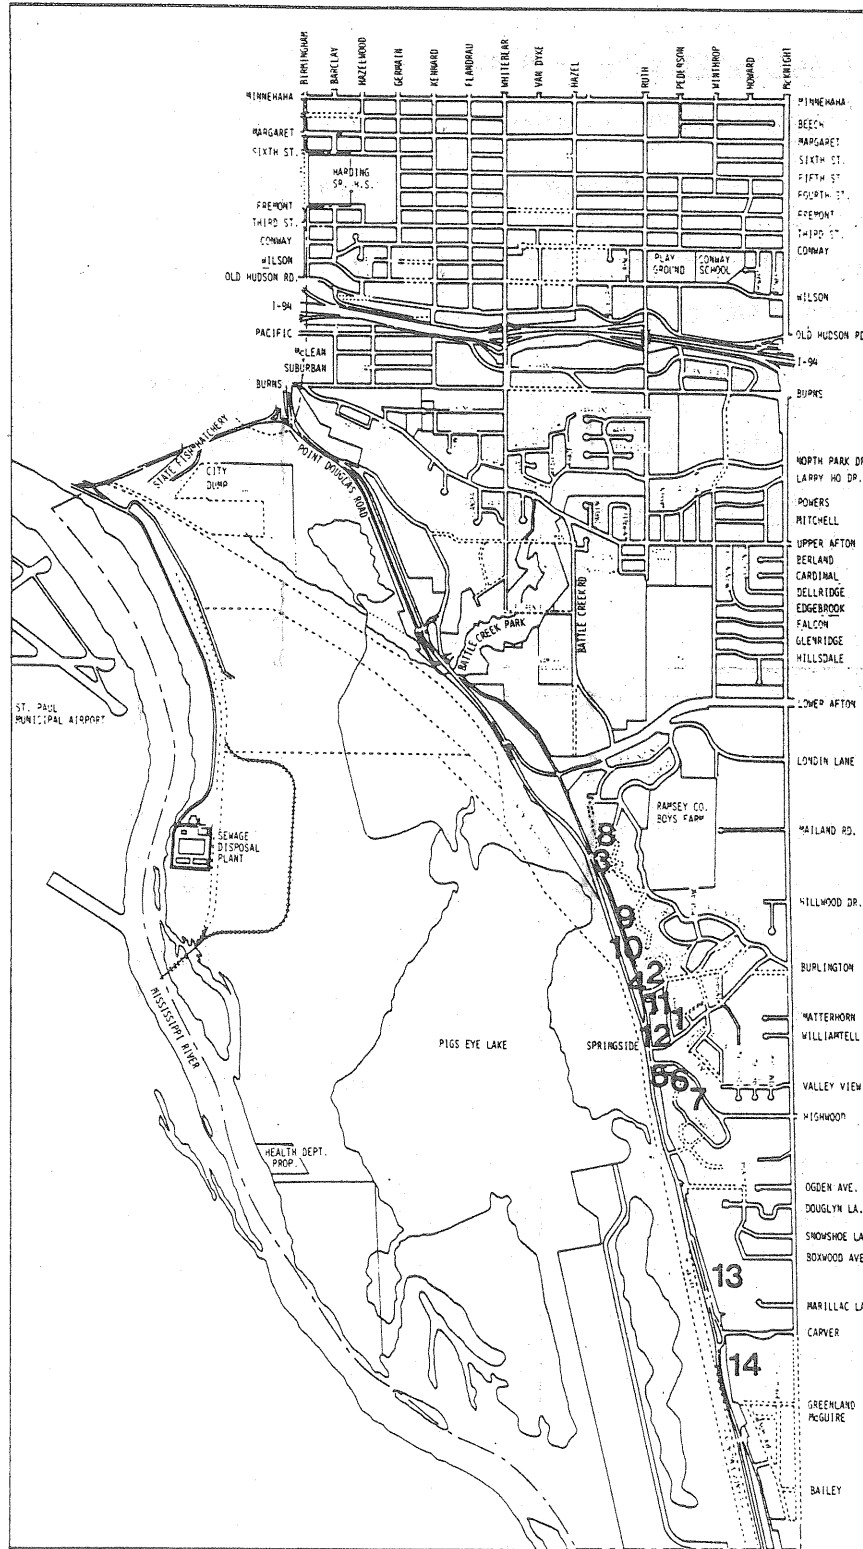 BIRMINGHAM
BARCLAY
HAZELWOOD
GERMAIN
KENNARD
FLANDRAU
WHITEBEAR
VAN DYKE
HAZEL
RUTH
PEDERSON
WINTHROP
HOWARD
McKNIGHT
MINNEHAHA
MARGARET
SIXTH ST.
FREMONT
THIRD ST.
CONWAY
WILSON
OLD HUDSON RD.
I-94
PACIFIC
McLEAN
SUBURBAN
BURNS
MINNEHAHA
BEECH
MARGARET
SIXTH ST.
FIFTH ST
FOURTH ST.
FREMONT
THIRD ST.
CONWAY
WILSON
OLD HUDSON RD
I-94
BURNS
NORTH PARK DR
LARRY HO DR.
POWERS
MITCHELL
UPPER AFTON
BERLAND
CARDINAL
DELLRIDGE
EDGEBROOK
FALCON
GLENRIDGE
HILLSDALE
LOWER AFTON
LONDIN LANE
MAILAND RD.
HILLWOOD DR.
BURLINGTON
MATTERHORN
WILLIAMTELL
VALLEY VIEW
HIGHWOOD
OGDEN AVE.
DOUGLYN LA.
SNOWSHOE LA
BOXWOOD AVE
MARILLAC LA
CARVER
GREENLAND
McGUIRE
BAILEY
HARDING
SR. H.S.
PLAY
GROUND
CONWAY
SCHOOL
STATE FISH HATCHERY
CITY
DUMP
POINT DOUGLAS ROAD
BATTLE CREEK PARK
BATTLE CREEK RD
ST. PAUL
MUNICIPAL AIRPORT
SEWAGE
DISPOSAL
PLANT
RAMSEY CO.
BOYS FARM
MISSISSIPPI RIVER
PIGS EYE LAKE
SPRINGSIDE
HEALTH DEPT.
PROP.
8
3
9
10
2
4
11
1
12
5
6
7
13
14